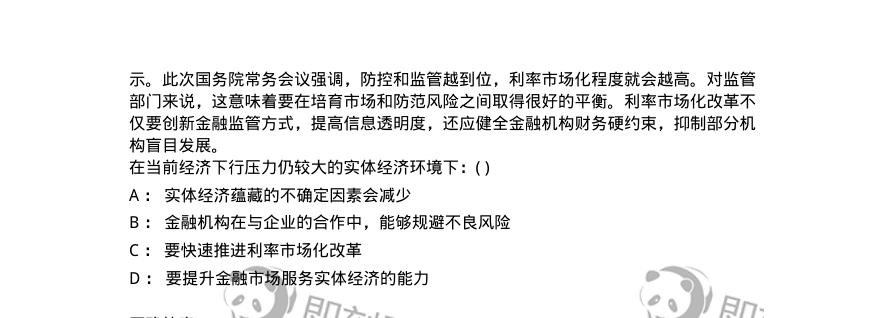 示。此次国务院常务会议强调，防控和监管越到位，利率市场化程度就会越高。对监管
部门来说，这意味着要在培育市场和防范风险之间取得很好的平衡。利率市场化改革不
仅要创新金融监管方式，提高信息透明度，还应健全金融机构财务硬约束，抑制部分机
构盲目发展。
在当前经济下行压力仍较大的实体经济环境下：( )
A： 实体经济蕴藏的不确定因素会减少
B： 金融机构在与企业的合作中，能够规避不良风险
C： 要快速推进利率市场化改革
D： 要提升金融市场服务实体经济的能力